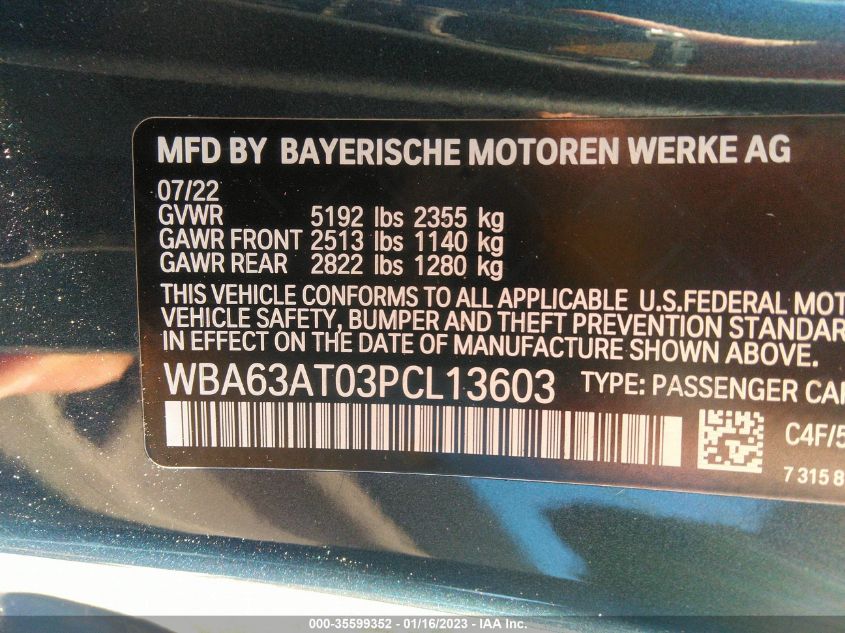 MFD BY BAYERISCHE MOTOREN WERKE AG
07/22
GVWR 5192 lbs 2355 kg
GAWR FRONT 2513 lbs 1140 kg
GAWR REAR 2822 lbs 1280 kg
THIS VEHICLE CONFORMS TO ALL APPLICABLE U.S.FEDERAL MOT
VEHICLE SAFETY, BUMPER AND THEFT PREVENTION STANDAR
IN EFFECT ON THE DATE OF MANUFACTURE SHOWN ABOVE.
WBA63AT03PCL13603 TYPE: PASSENGER CAR
C4F/5
7 315 8
000-35599352 - 01/16/2023 - IAA Inc.